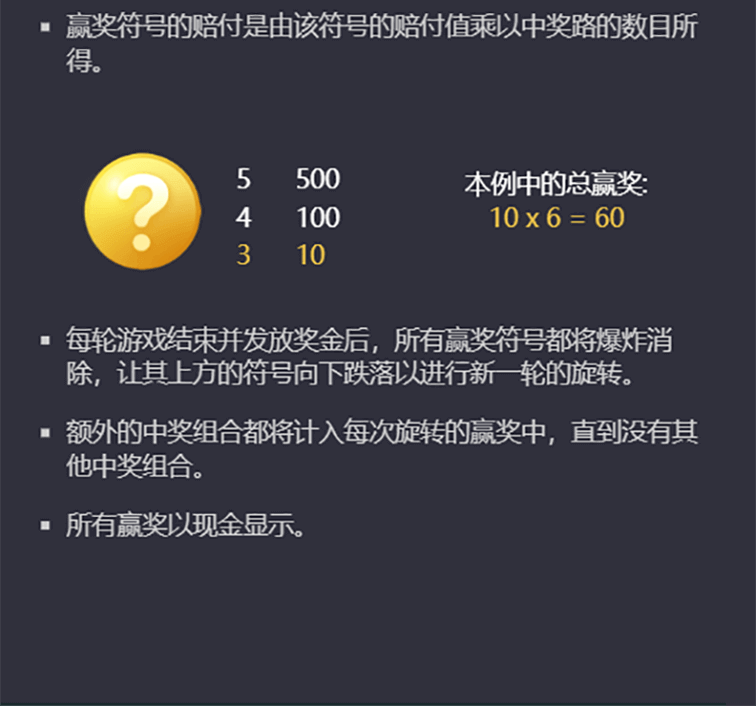 ▪ 赢奖符号的赔付是由该符号的赔付值乘以中奖路的数目所
得。
?
5 500
4 100
3 10
本例中的总赢奖:
10 x 6 = 60
▪ 每轮游戏结束并发放奖金后，所有赢奖符号都将爆炸消
除，让其上方的符号向下跌落以进行新一轮的旋转。
▪ 额外的中奖组合都将计入每次旋转的赢奖中，直到没有其
他中奖组合。
▪ 所有赢奖以现金显示。